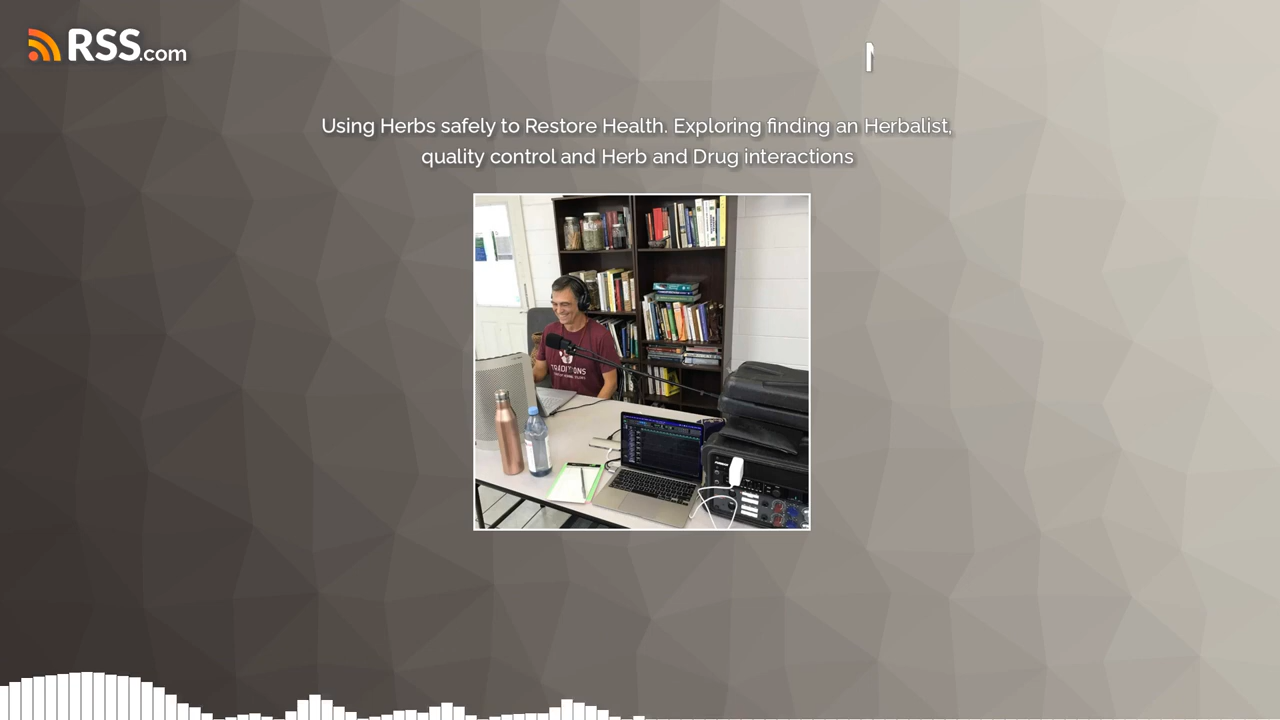 RSS.com
Using Herbs safely to Restore Health. Exploring finding an Herbalist,
quality control and Herb and Drug interactions
TRADITIONS